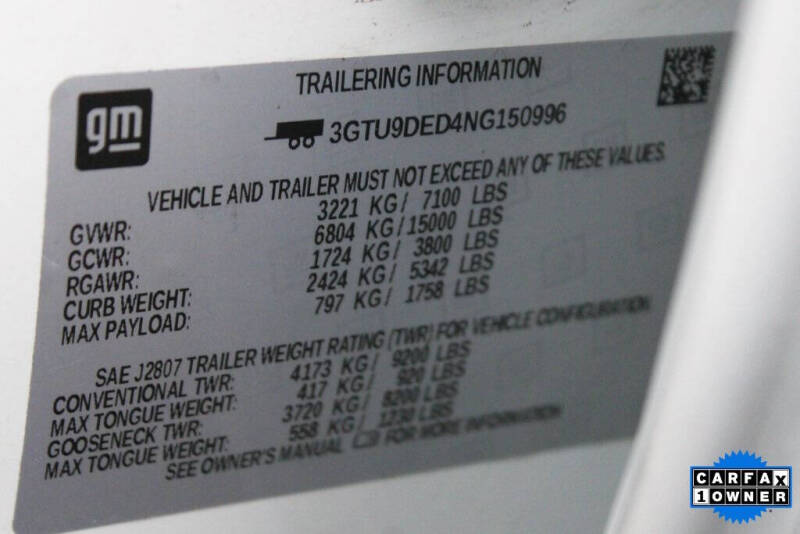 gm
TRAILERING INFORMATION
3GTU9DED4NG150996
VEHICLE AND TRAILER MUST NOT EXCEED ANY OF THESE VALUES.
GVWR: 3221 KG/ 7100 LBS
GCWR: 6804 KG/15000 LBS
RGAWR: 1724 KG/ 3800 LBS
CURB WEIGHT: 2424 KG/ 5342 LBS
MAX PAYLOAD: 797 KG/ 1758 LBS
SAE J2807 TRAILER WEIGHT RATING (TWR) FOR VEHICLE CONFIGURATION.
CONVENTIONAL TWR: 4173 KG/ 9200 LBS
MAX TONGUE WEIGHT: 417 KG/ 920 LBS
GOOSENECK TWR: 3720 KG/ 8200 LBS
MAX TONGUE WEIGHT: 558 KG/ 1230 LBS
SEE OWNER'S MANUAL FOR MORE INFORMATION
CARFAX
1 OWNER